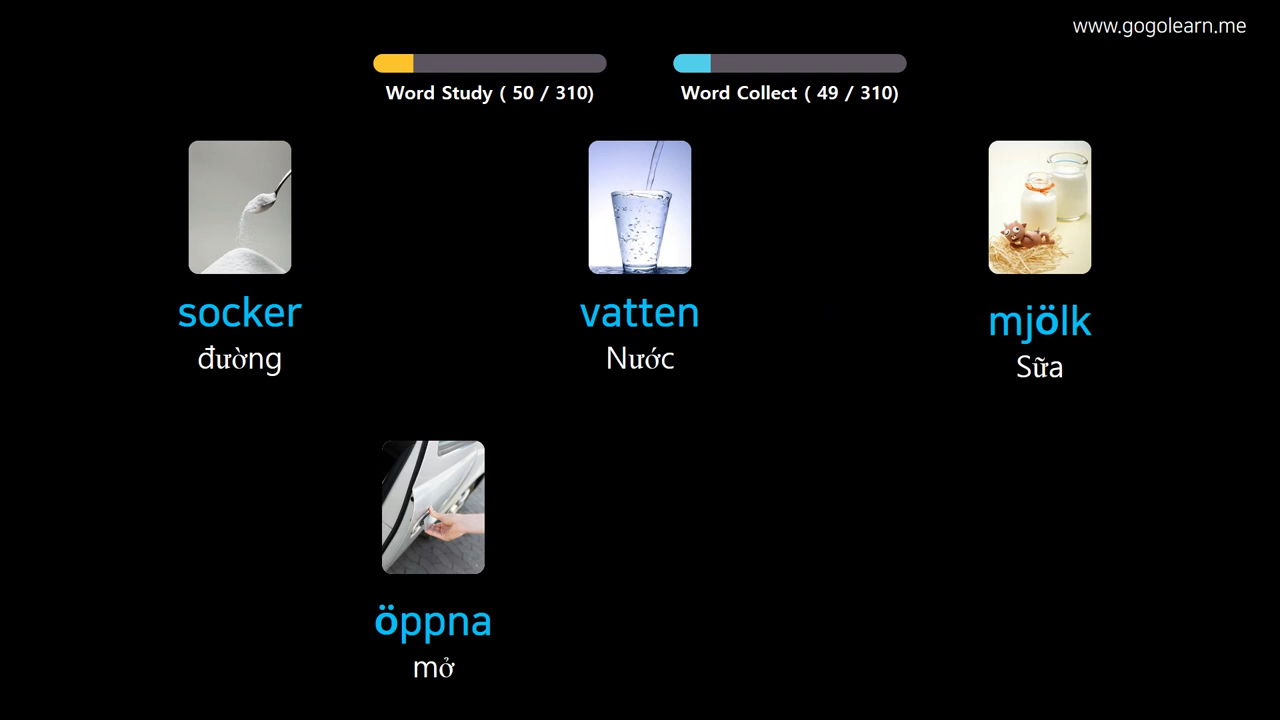 www.gogolearn.me
Word Study ( 50 / 310)
Word Collect ( 49 / 310)
socker
vatten
mjölk
đường
Nước
Sữa
öppna
mở